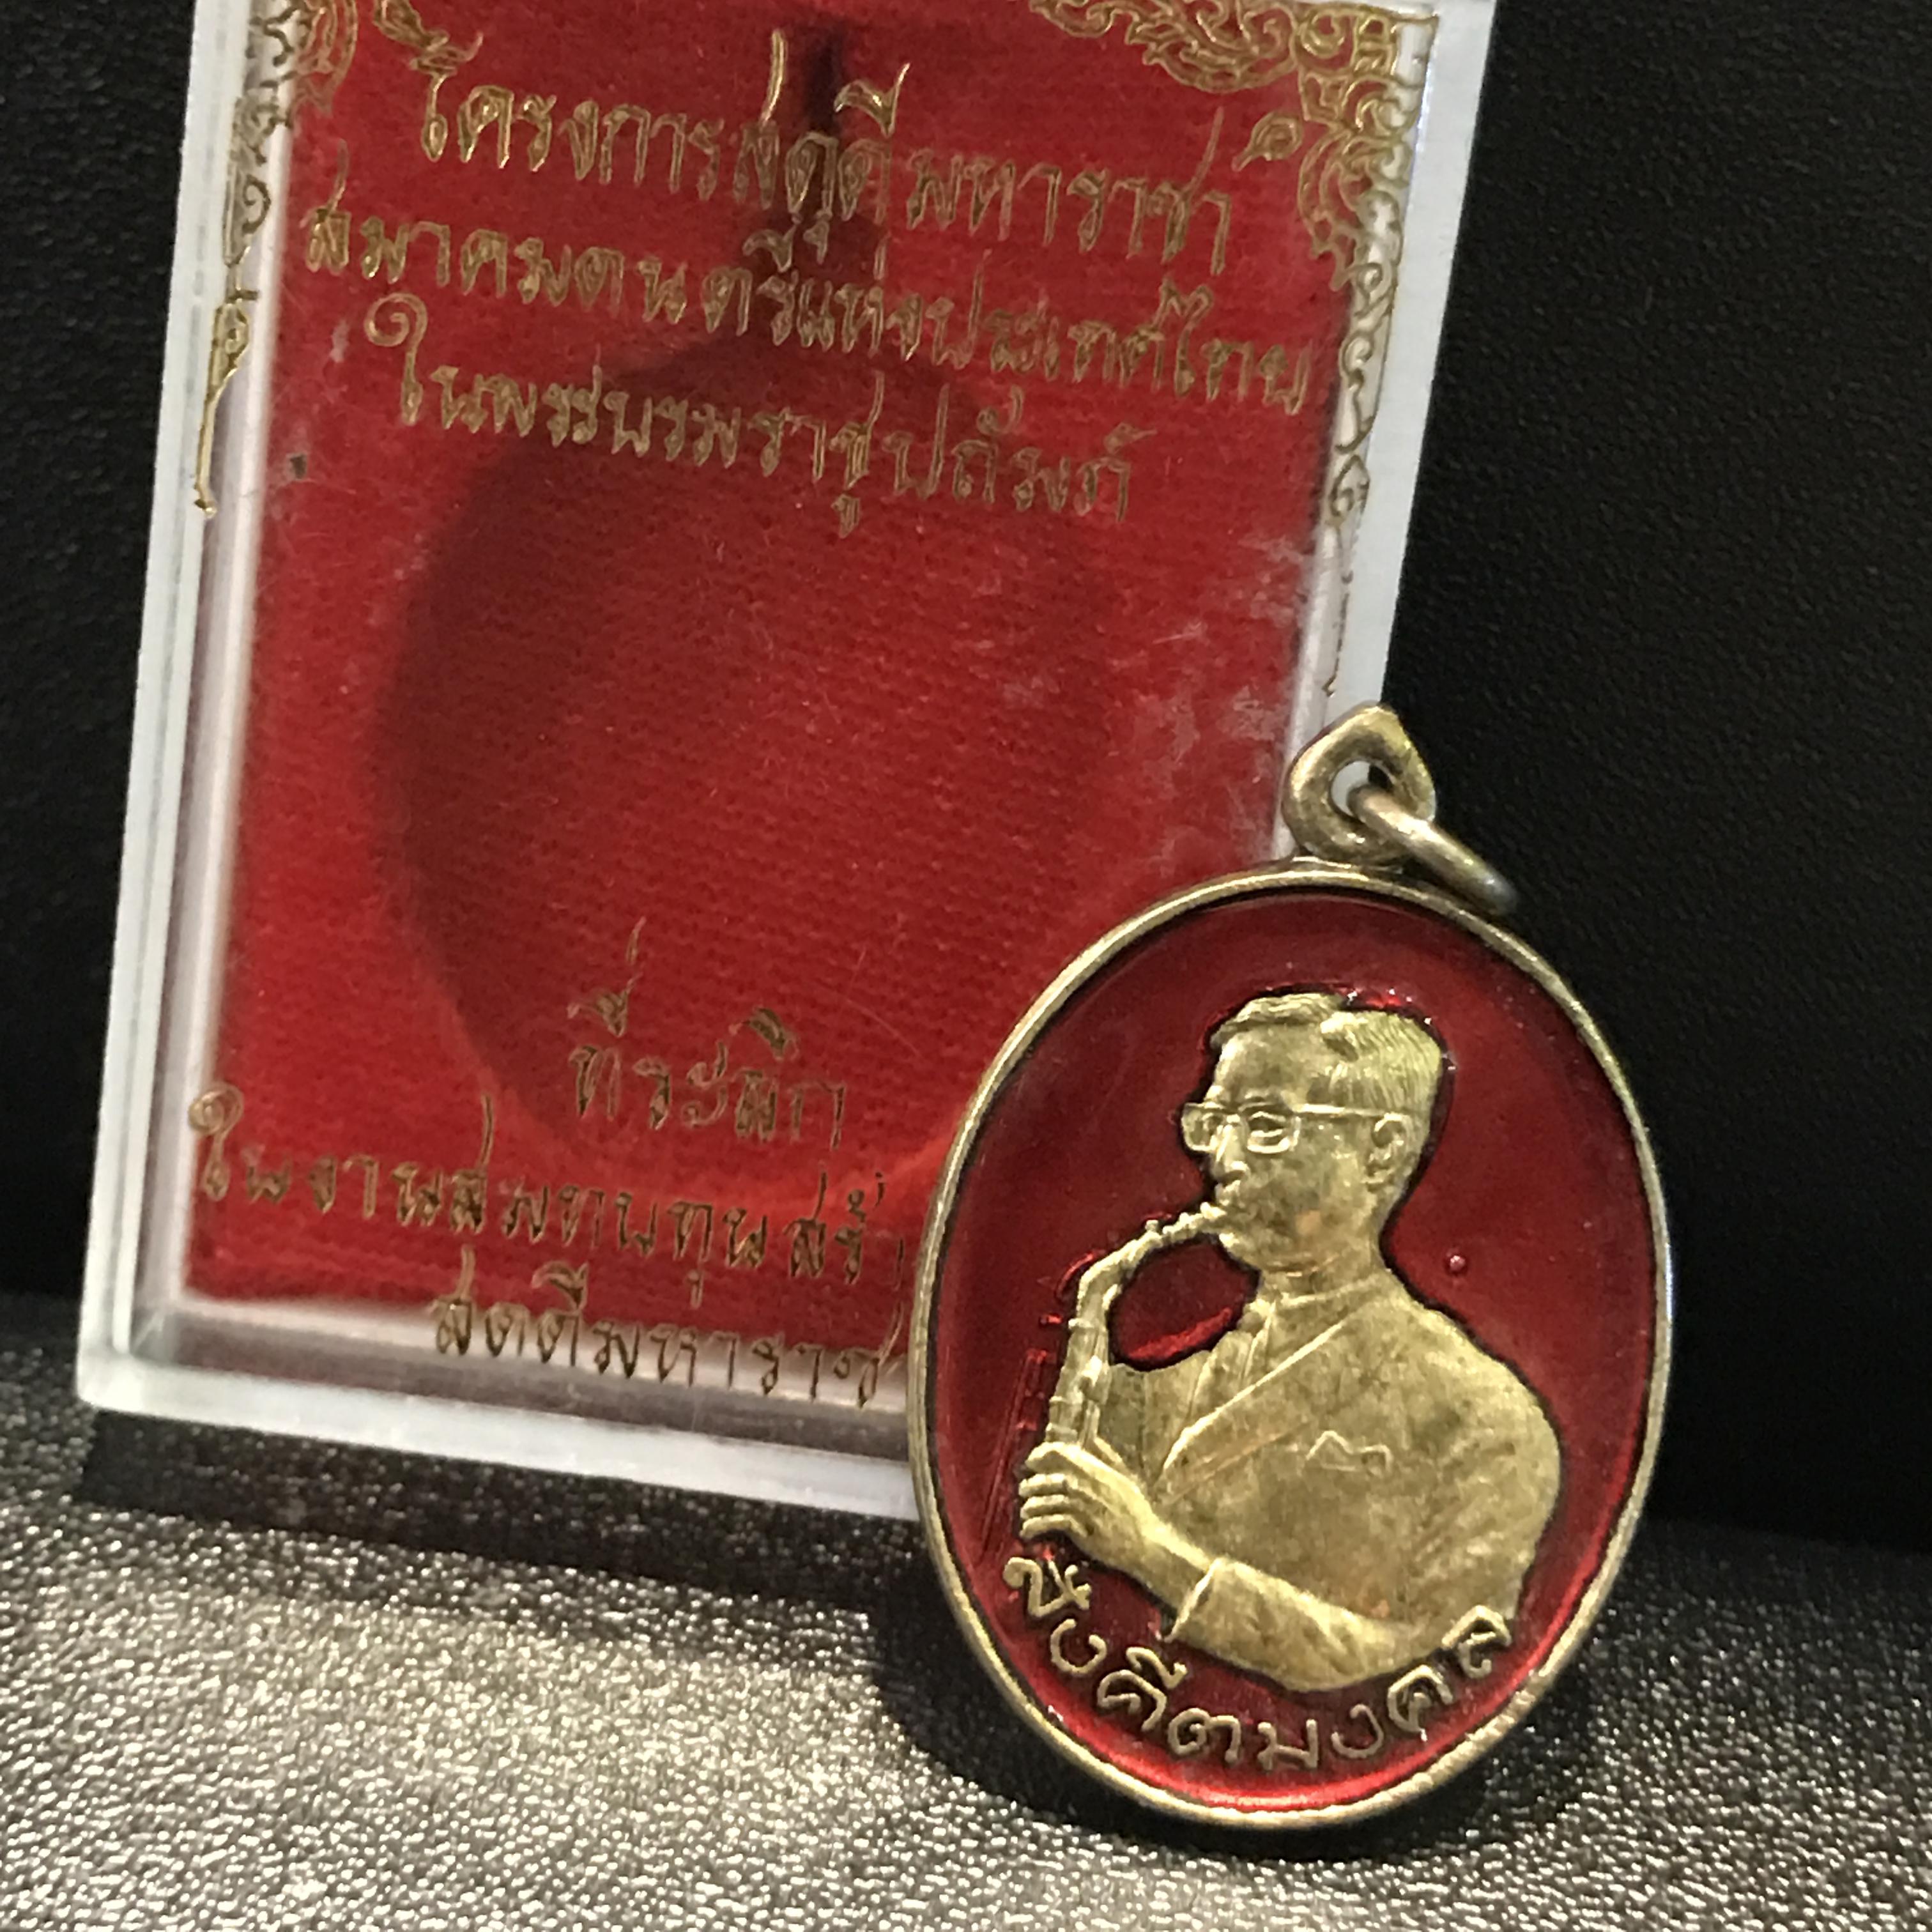 โครงการสดุดีมหาราชา
สมาคมดนตรีแห่งประเทศไทย
ในพระบรมราชูปถัมภ์
ที่ระลึก
ในงานสมทบทุนสร้า
สดุดีมหาราช
สังคีตมงคล